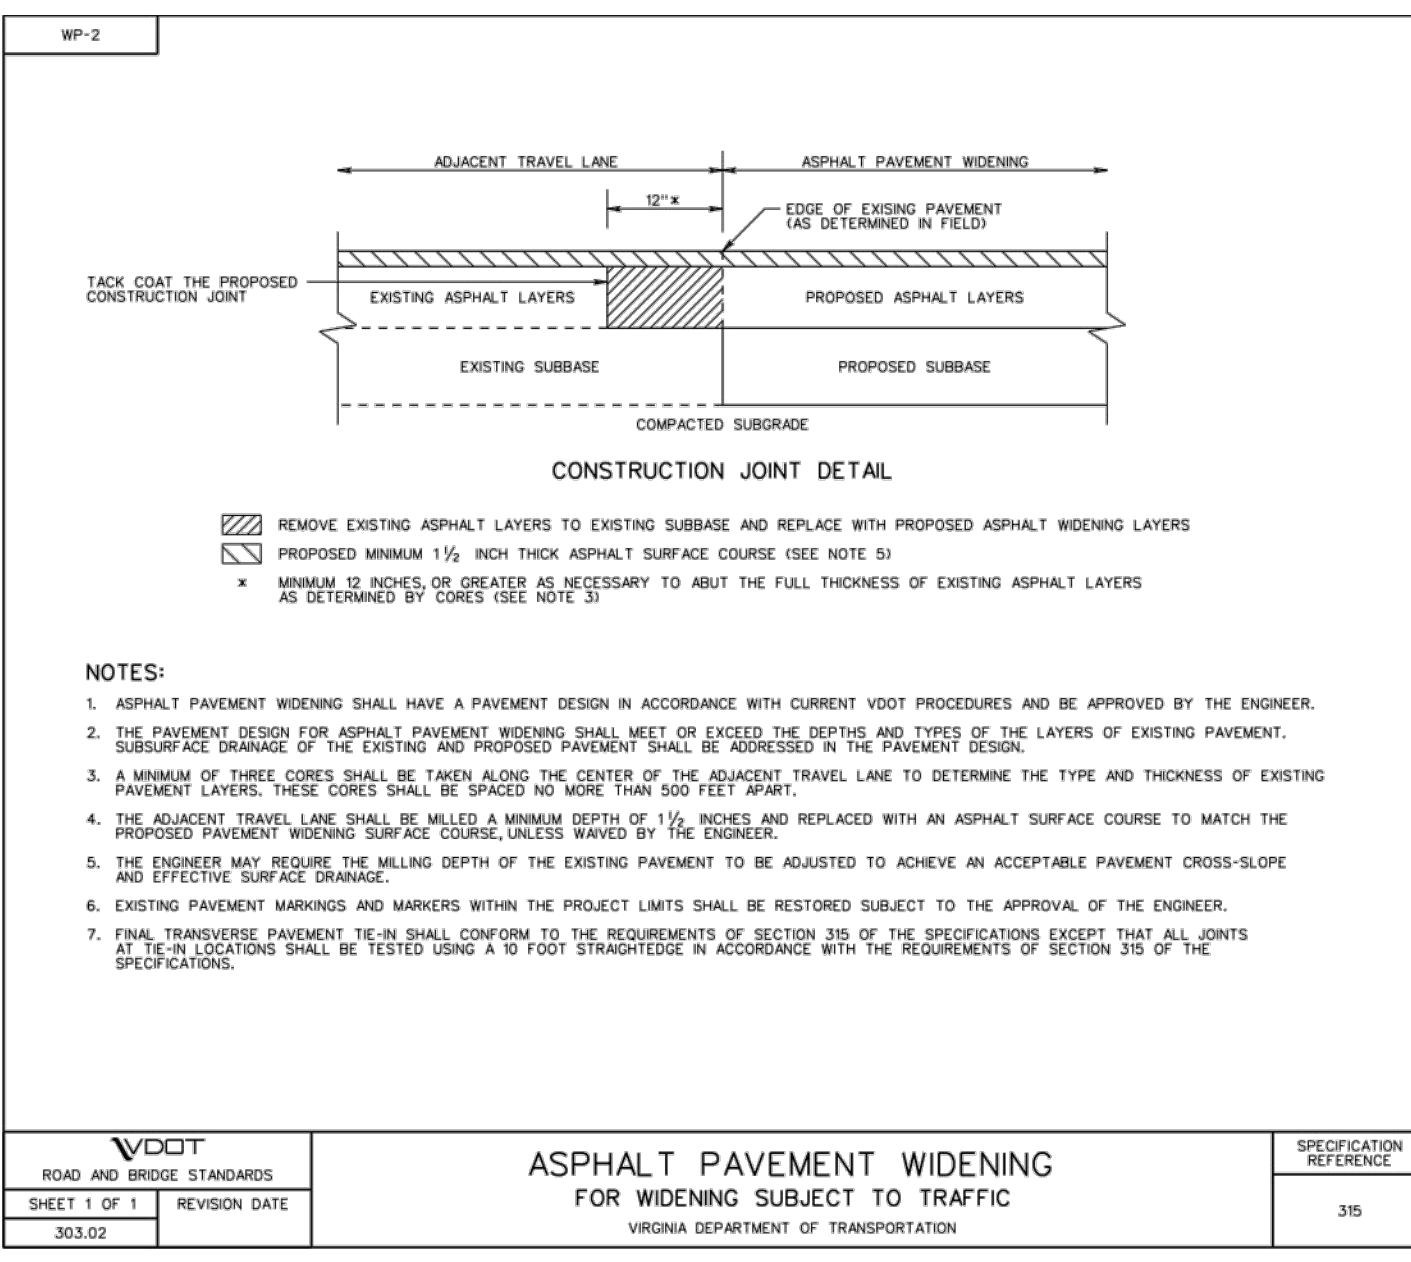 WP-2
ADJACENT TRAVEL LANE
ASPHALT PAVEMENT WIDENING
12"*
EDGE OF EXISING PAVEMENT
(AS DETERMINED IN FIELD)
TACK COAT THE PROPOSED
CONSTRUCTION JOINT
EXISTING ASPHALT LAYERS
PROPOSED ASPHALT LAYERS
EXISTING SUBBASE
PROPOSED SUBBASE
COMPACTED SUBGRADE
CONSTRUCTION JOINT DETAIL
REMOVE EXISTING ASPHALT LAYERS TO EXISTING SUBBASE AND REPLACE WITH PROPOSED ASPHALT WIDENING LAYERS
PROPOSED MINIMUM 1 1/2 INCH THICK ASPHALT SURFACE COURSE (SEE NOTE 5)
* MINIMUM 12 INCHES, OR GREATER AS NECESSARY TO ABUT THE FULL THICKNESS OF EXISTING ASPHALT LAYERS
AS DETERMINED BY CORES (SEE NOTE 3)
NOTES:
1. ASPHALT PAVEMENT WIDENING SHALL HAVE A PAVEMENT DESIGN IN ACCORDANCE WITH CURRENT VDOT PROCEDURES AND BE APPROVED BY THE ENGINEER.
2. THE PAVEMENT DESIGN FOR ASPHALT PAVEMENT WIDENING SHALL MEET OR EXCEED THE DEPTHS AND TYPES OF THE LAYERS OF EXISTING PAVEMENT.
SUBSURFACE DRAINAGE OF THE EXISTING AND PROPOSED PAVEMENT SHALL BE ADDRESSED IN THE PAVEMENT DESIGN.
3. A MINIMUM OF THREE CORES SHALL BE TAKEN ALONG THE CENTER OF THE ADJACENT TRAVEL LANE TO DETERMINE THE TYPE AND THICKNESS OF EXISTING
PAVEMENT LAYERS. THESE CORES SHALL BE SPACED NO MORE THAN 500 FEET APART.
4. THE ADJACENT TRAVEL LANE SHALL BE MILLED A MINIMUM DEPTH OF 1 1/2 INCHES AND REPLACED WITH AN ASPHALT SURFACE COURSE TO MATCH THE
PROPOSED PAVEMENT WIDENING SURFACE COURSE, UNLESS WAIVED BY THE ENGINEER.
5. THE ENGINEER MAY REQUIRE THE MILLING DEPTH OF THE EXISTING PAVEMENT TO BE ADJUSTED TO ACHIEVE AN ACCEPTABLE PAVEMENT CROSS-SLOPE
AND EFFECTIVE SURFACE DRAINAGE.
6. EXISTING PAVEMENT MARKINGS AND MARKERS WITHIN THE PROJECT LIMITS SHALL BE RESTORED SUBJECT TO THE APPROVAL OF THE ENGINEER.
7. FINAL TRANSVERSE PAVEMENT TIE-IN SHALL CONFORM TO THE REQUIREMENTS OF SECTION 315 OF THE SPECIFICATIONS EXCEPT THAT ALL JOINTS
AT TIE-IN LOCATIONS SHALL BE TESTED USING A 10 FOOT STRAIGHTEDGE IN ACCORDANCE WITH THE REQUIREMENTS OF SECTION 315 OF THE
SPECIFICATIONS.
VDOT
ROAD AND BRIDGE STANDARDS
SHEET 1 OF 1
REVISION DATE
303.02
ASPHALT PAVEMENT WIDENING
FOR WIDENING SUBJECT TO TRAFFIC
VIRGINIA DEPARTMENT OF TRANSPORTATION
SPECIFICATION
REFERENCE
315